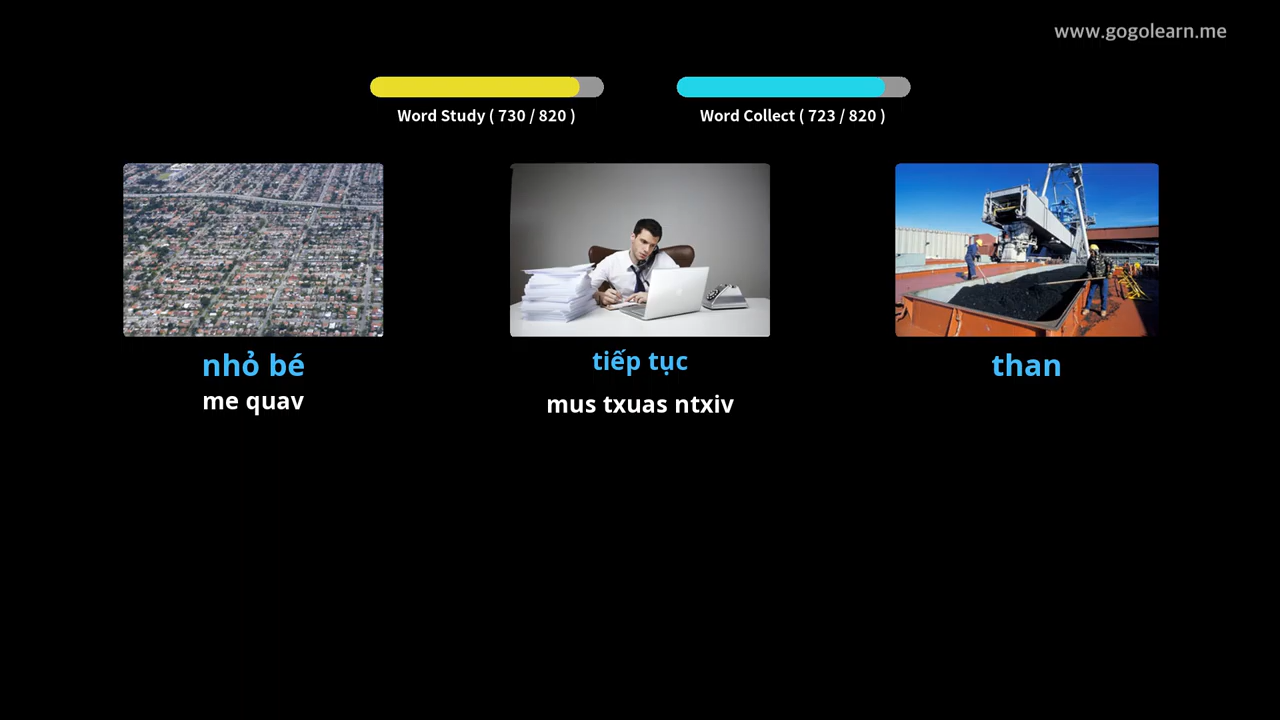 www.gogolearn.me
Word Study ( 730 / 820 )
Word Collect ( 723 / 820 )
nhỏ bé
me quav
tiếp tục
mus txuas ntxiv
than